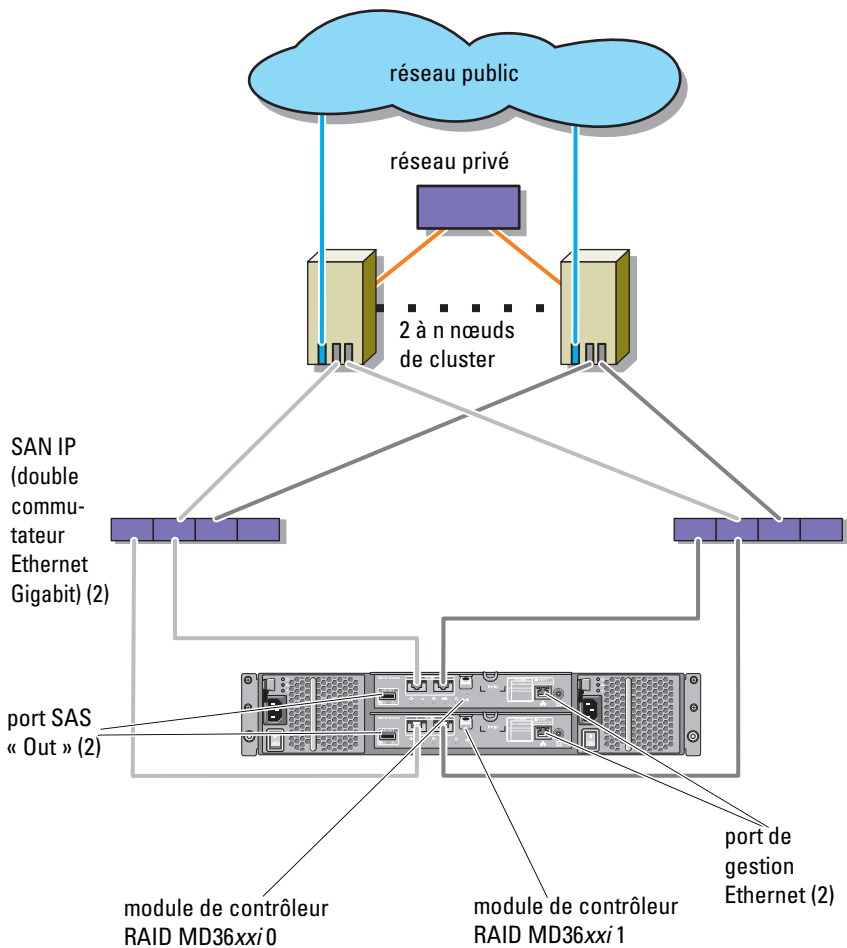 réseau public
réseau privé
2 à n nœuds
de cluster
SAN IP
(double
commu-
tateur
Ethernet
Gigabit) (2)
port SAS
« Out » (2)
port de
gestion
Ethernet (2)
module de contrôleur
RAID MD36xxi 0
module de contrôleur
RAID MD36xxi 1